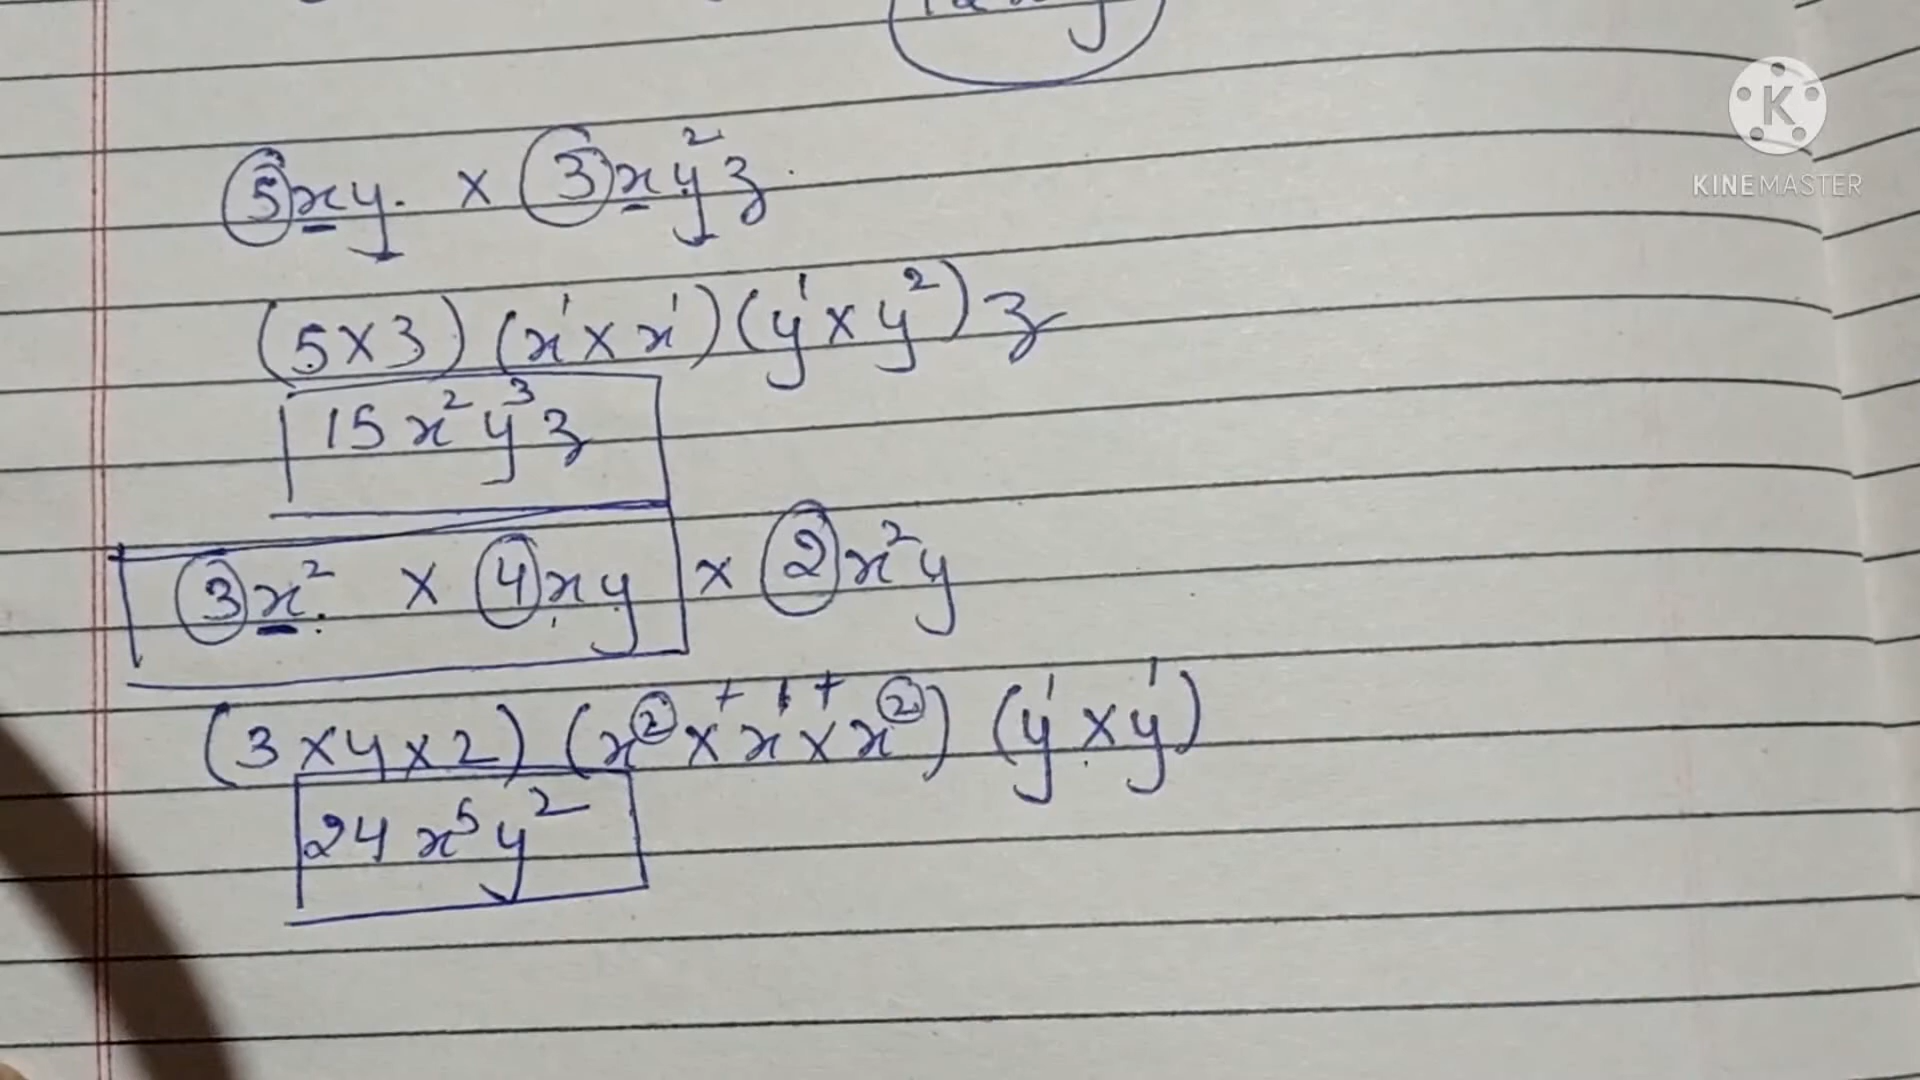 5xy. × 3xy²z
(5×3) (x¹×x¹) (y¹×y²) z
15x²y³z
3x² × 4xy × 2x²y
(3×4×2) (x²×x¹×x²) (y¹×y¹)
24x⁵y²
K
KINEMASTER